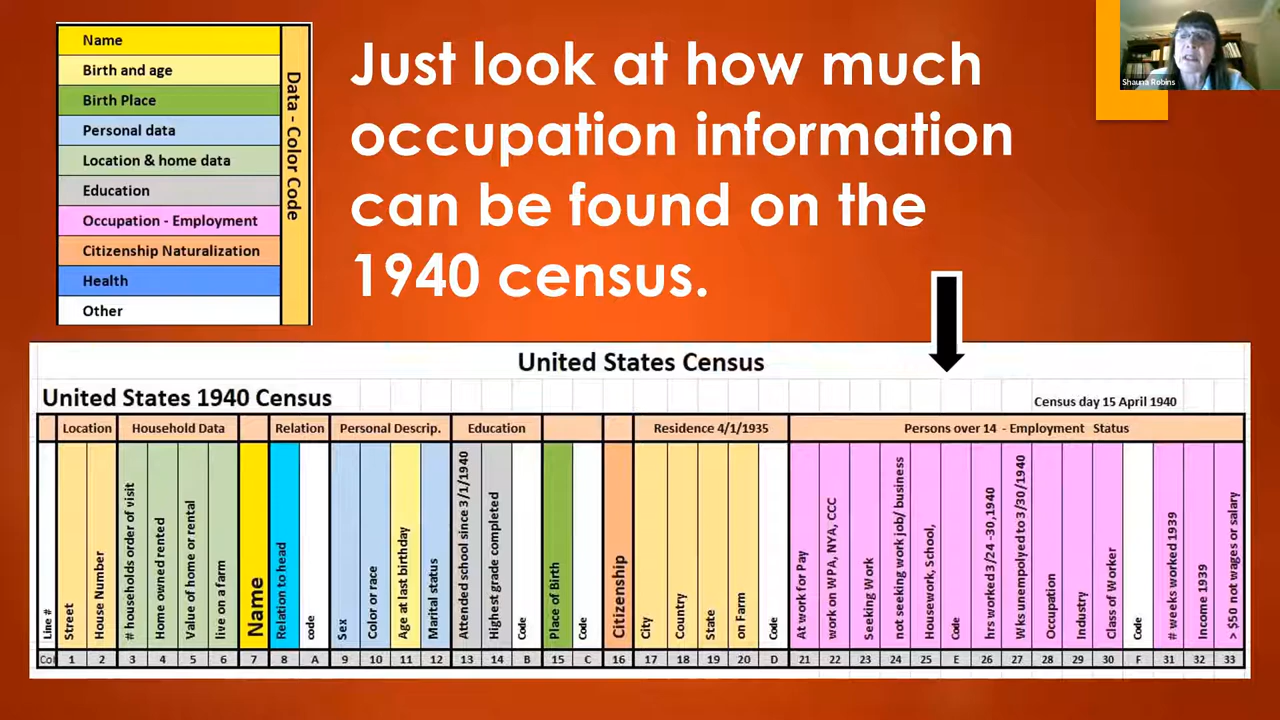 Name
Birth and age
Birth Place
Personal data
Location & home data
Education
Occupation - Employment
Citizenship Naturalization
Health
Other
Data - Color Code
Just look at how much
occupation information
can be found on the
1940 census.
Shauna Robins
United States Census
United States 1940 Census
Census day 15 April 1940
Location Household Data Relation Personal Descrip. Education Residence 4/1/1935 Persons over 14 - Employment Status
Line #
Street
House Number
# households order of visit
Home owned rented
Value of home or rental
live on a farm
Name
Relation to head
code
Sex
Color or race
Age at last birthday
Marital status
Attended school since 3/1/1940
Highest grade completed
Code
Place of Birth
Code
Citizenship
City
Country
State
on Farm
Code
At work for Pay
work on WPA, NYA, CCC
Seeking Work
not seeking work job/ business
Housework, School,
Code
hrs worked 3/24 -30,1940
Wks unempolyed to 3/30/1940
Occupation
Industry
Class of Worker
Code
# weeks worked 1939
Income 1939
> $50 not wages or salary
Col 1 2 3 4 5 6 7 8 A 9 10 11 12 13 14 B 15 C 16 17 18 19 20 D 21 22 23 24 25 E 26 27 28 29 30 F 31 32 33